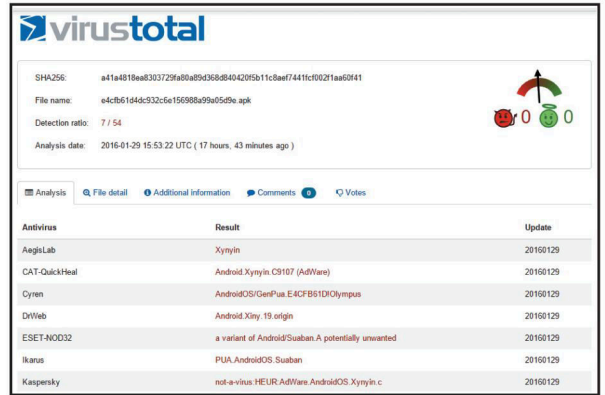 virustotal
SHA256: a41a4818ea8303729fa80a89d368d840420f5b11c8aef7441fcf002f1aa60f41
File name: e4cfb61d4dc932c6e156988a99a05d9e.apk
Detection ratio: 7 / 54
Analysis date: 2016-01-29 15:53:22 UTC ( 17 hours, 43 minutes ago )
0 0
Analysis File detail Additional information Comments 0 Votes
Antivirus Result Update
AegisLab Xynyin 20160129
CAT-QuickHeal Android.Xynyin.C9107 (AdWare) 20160129
Cyren AndroidOS/GenPua.E4CFB61D!Olympus 20160129
DrWeb Android.Xiny.19.origin 20160129
ESET-NOD32 a variant of Android/Suaban.A potentially unwanted 20160129
Ikarus PUA.AndroidOS.Suaban 20160129
Kaspersky not-a-virus:HEUR:AdWare.AndroidOS.Xynyin.c 20160129